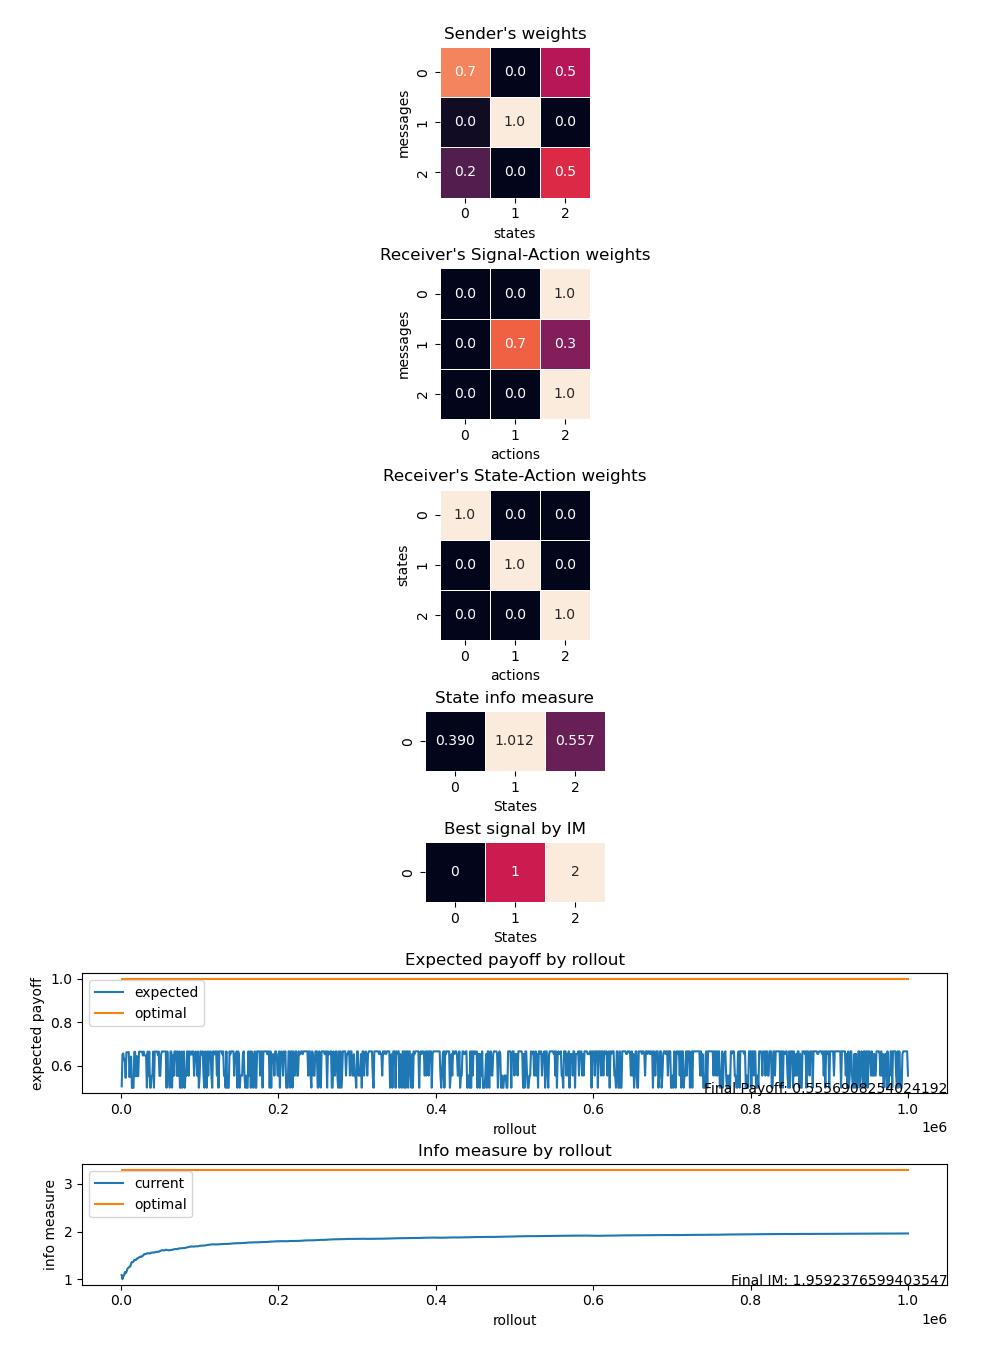 Sender's weights
0 0.7 0.0 0.5
1 0.0 1.0 0.0
2 0.2 0.0 0.5
messages
0 1 2
states
Receiver's Signal-Action weights
0 0.0 0.0 1.0
1 0.0 0.7 0.3
2 0.0 0.0 1.0
messages
0 1 2
actions
Receiver's State-Action weights
0 1.0 0.0 0.0
1 0.0 1.0 0.0
2 0.0 0.0 1.0
states
0 1 2
actions
State info measure
0 0.390 1.012 0.557
0 1 2
States
Best signal by IM
0 0 1 2
0 1 2
States
Expected payoff by rollout
expected payoff
1.0
0.8
0.6
expected
optimal
Final Payoff: 0.5556908254024192
0.0 0.2 0.4 0.6 0.8 1.0
1e6
rollout
Info measure by rollout
info measure
3
2
1
current
optimal
Final IM: 1.9592376599403547
0.0 0.2 0.4 0.6 0.8 1.0
1e6
rollout